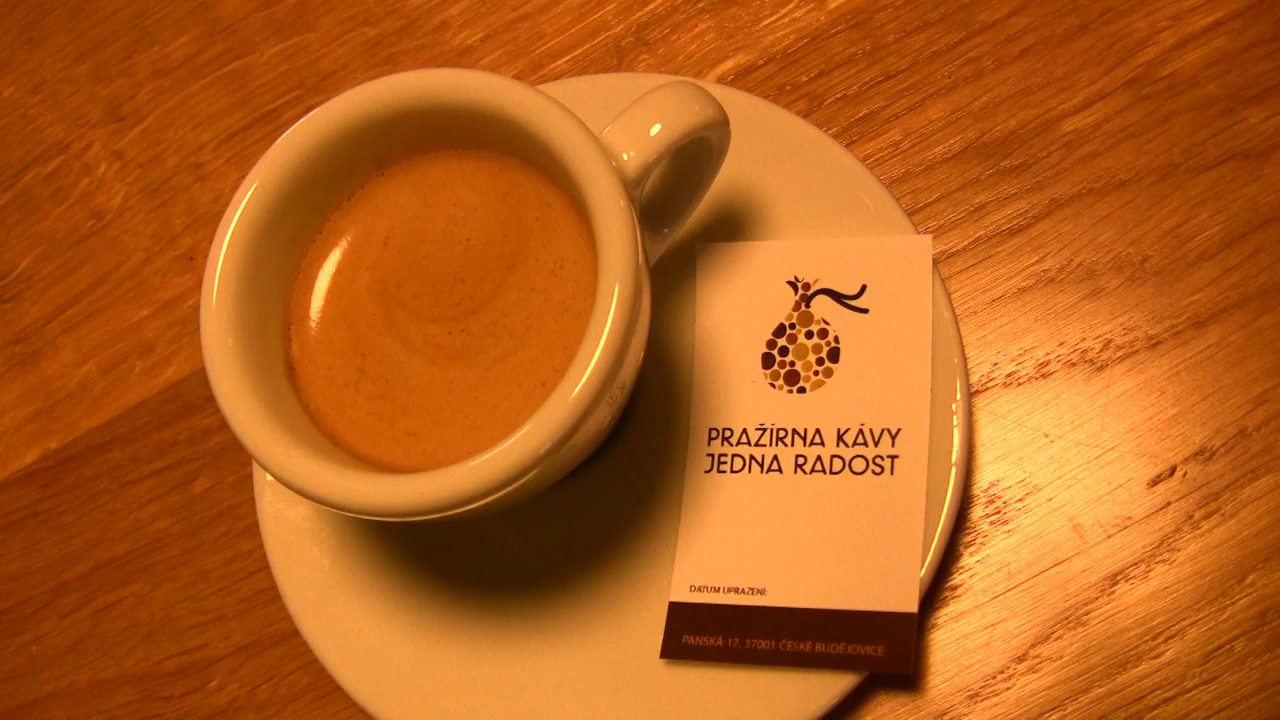 PRAŽÍRNA KÁVY
JEDNA RADOST
DATUM UPRAŽENÍ:
PANSKÁ 17, 37001 ČESKÉ BUDĚJOVICE